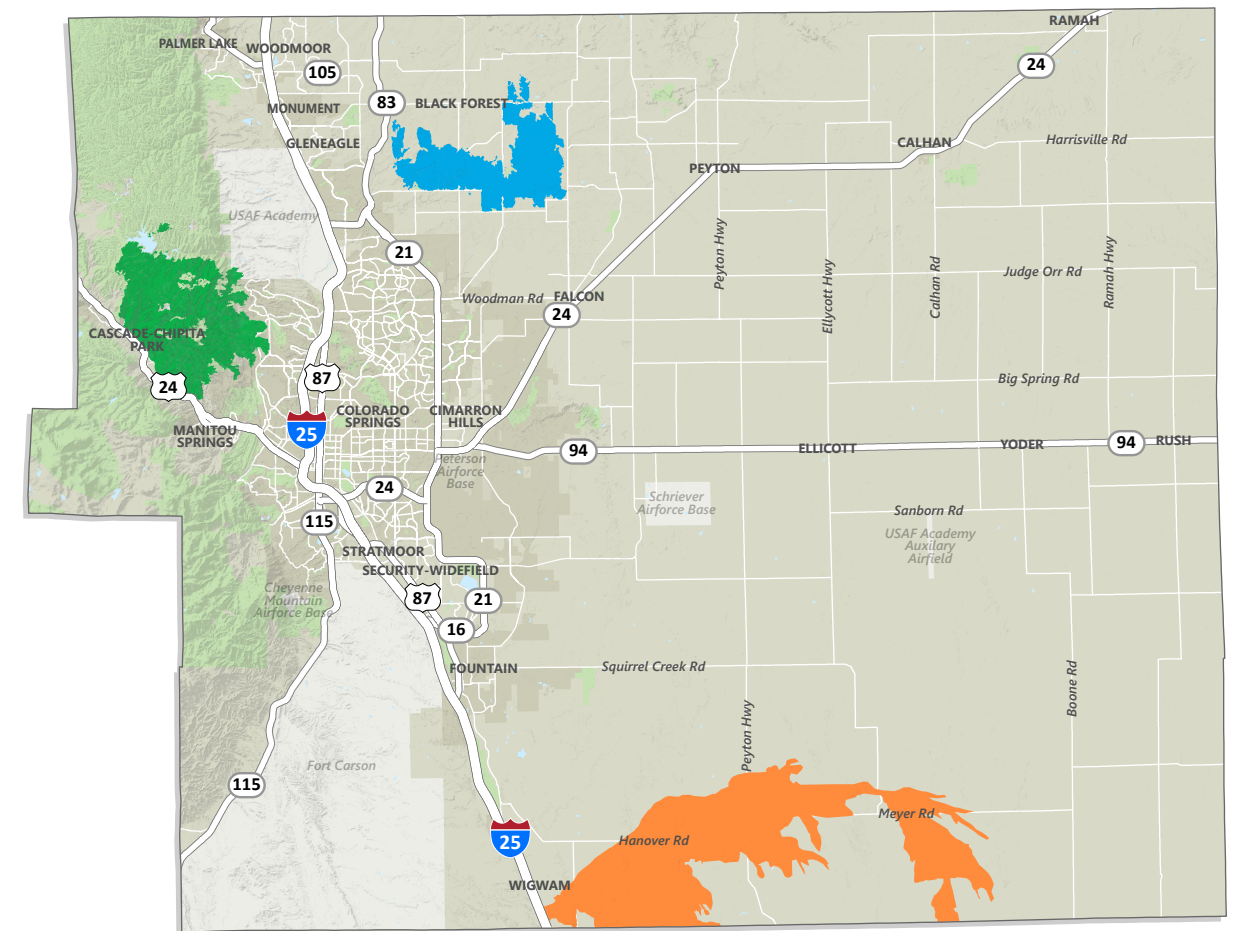 RAMAH
PALMER LAKE
WOODMOOR
24
105
83
BLACK FOREST
MONUMENT
GLENEAGLE
CALHAN
Harrisville Rd
PEYTON
USAF Academy
21
Peyton Hwy
Ellycott Hwy
Calhan Rd
Judge Orr Rd
Ramah Hwy
Woodman Rd
FALCON
24
CASCADE-CHIPITA
PARK
24
87
Big Spring Rd
COLORADO
SPRINGS
CIMARRON
HILLS
MANITOU
SPRINGS
25
94
ELLICOTT
YODER
94
RUSH
Peterson
Airforce
Base
24
Schriever
Airforce Base
Sanborn Rd
115
USAF Academy
Auxilary
Airfield
STRATMOOR
SECURITY-WIDEFIELD
Cheyenne
Mountain
Airforce Base
87
21
16
FOUNTAIN
Squirrel Creek Rd
Boone Rd
Peyton Hwy
Fort Carson
115
25
Hanover Rd
Meyer Rd
WIGWAM